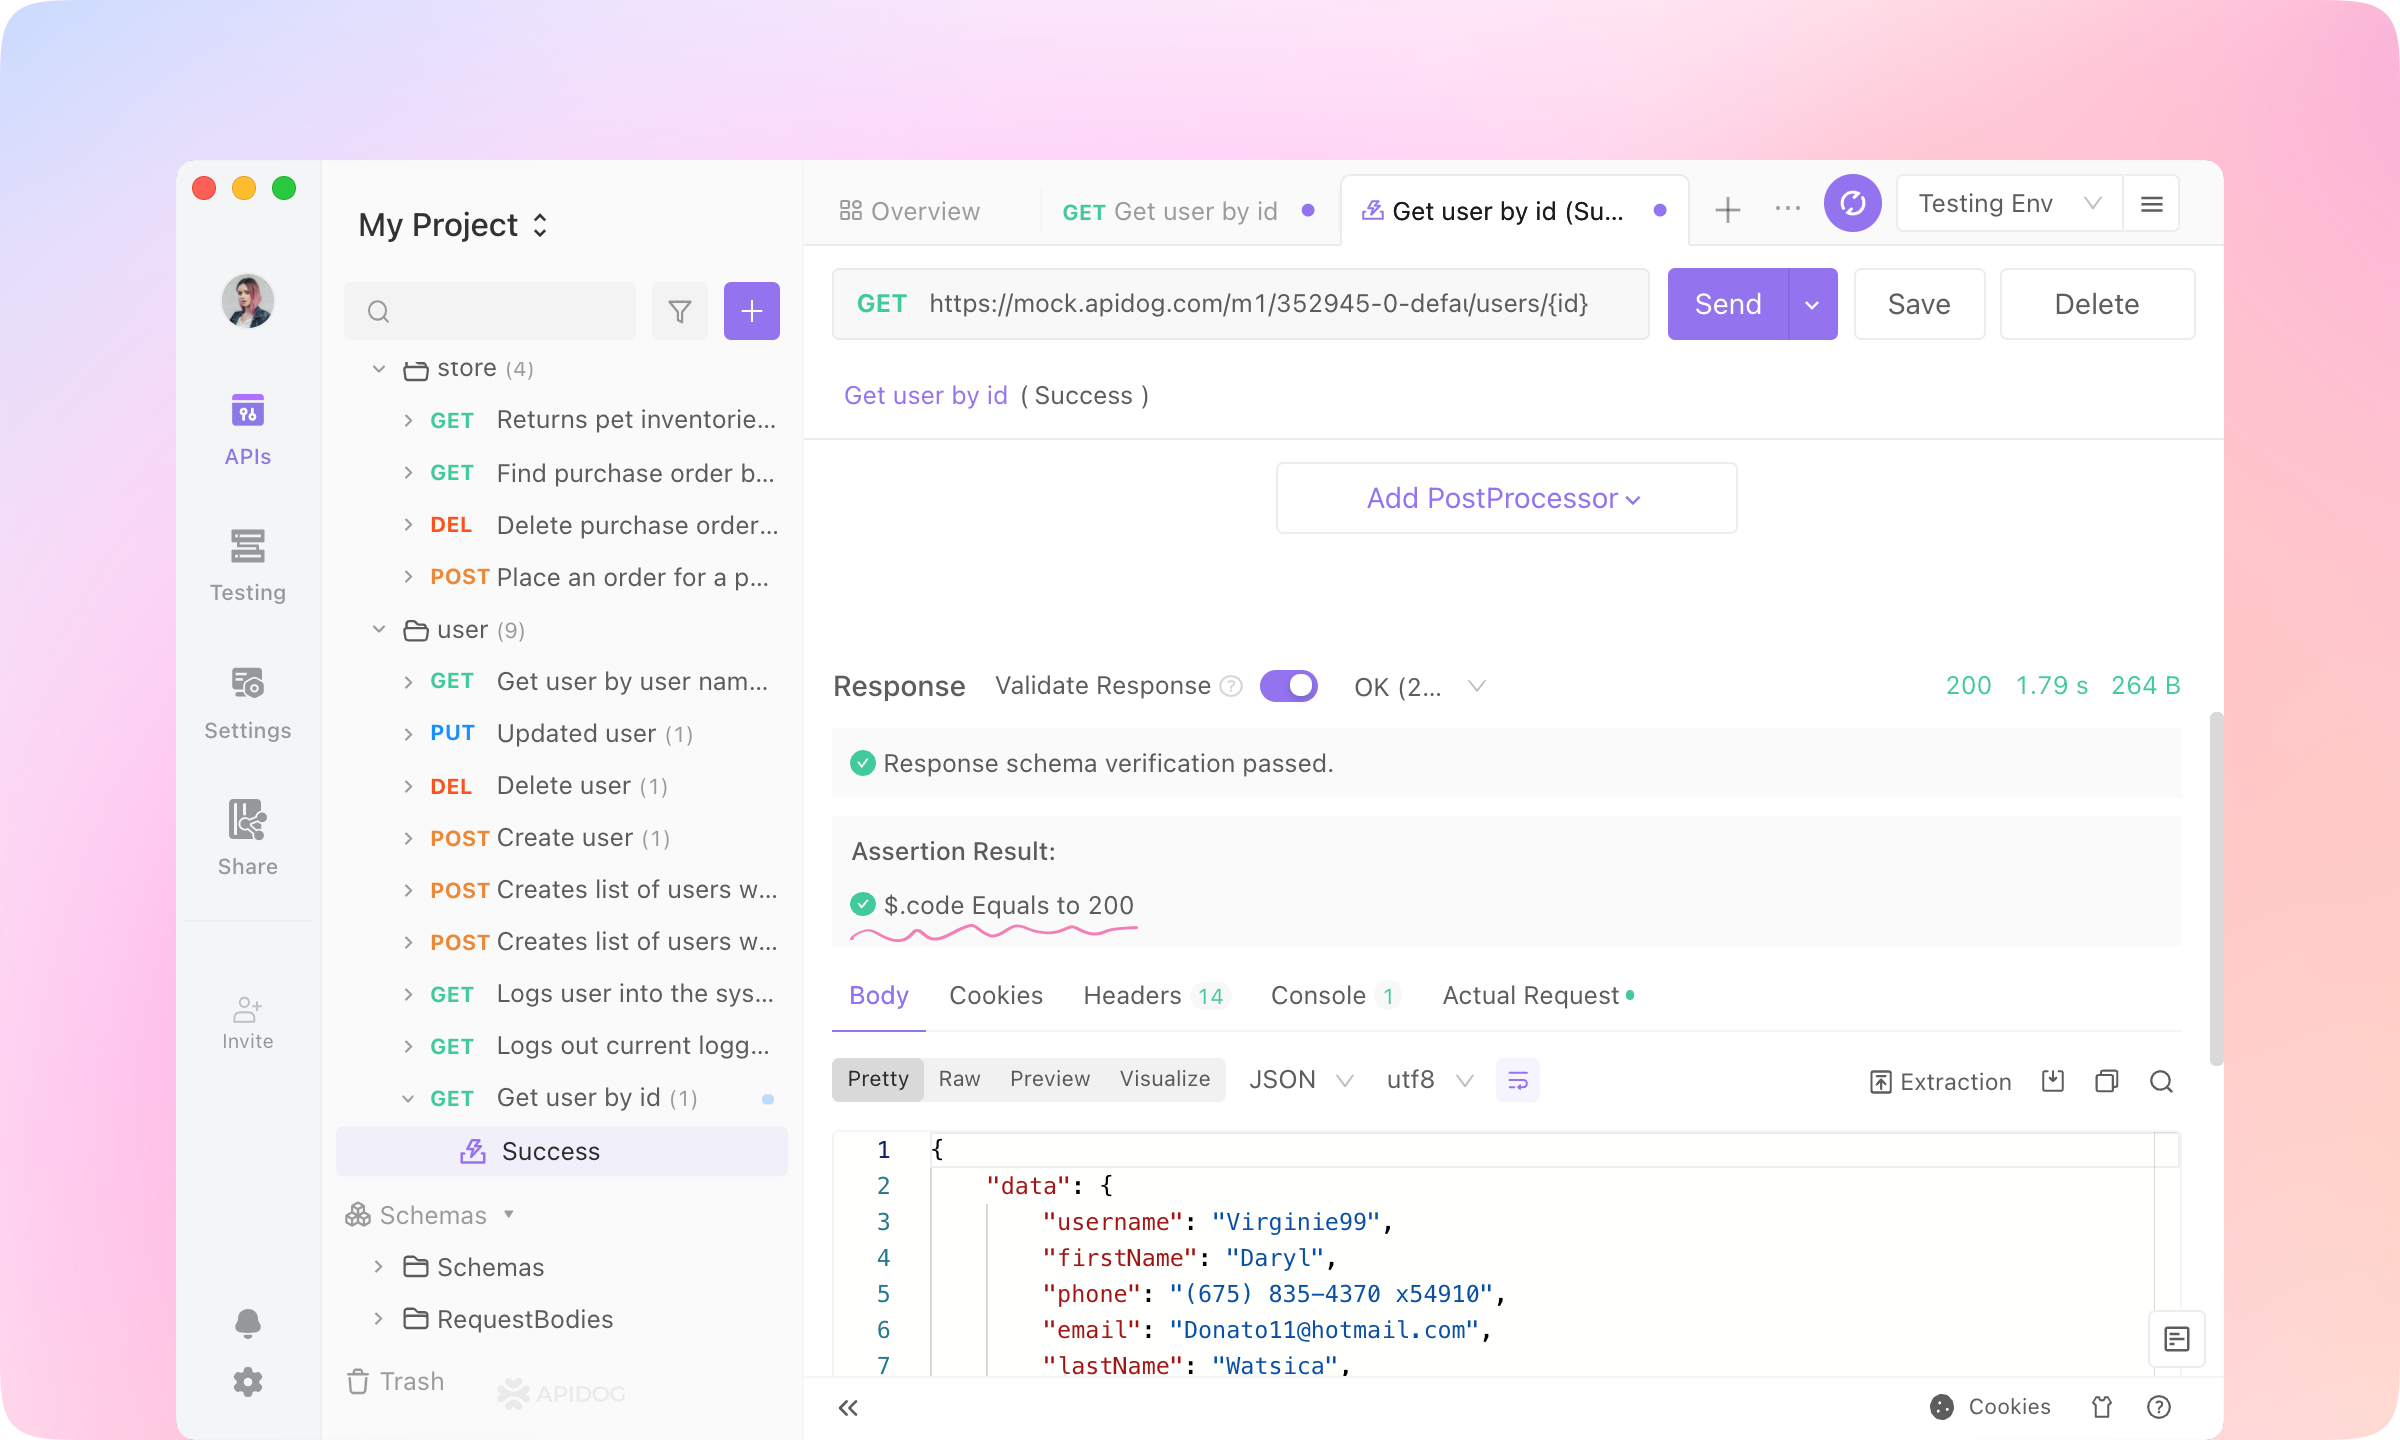 My Project
APIs
Testing
Settings
Share
Invite
store (4)
GET Returns pet inventorie...
GET Find purchase order b...
DEL Delete purchase order...
POST Place an order for a p...
user (9)
GET Get user by user nam...
PUT Updated user (1)
DEL Delete user (1)
POST Create user (1)
POST Creates list of users w...
POST Creates list of users w...
GET Logs user into the sys...
GET Logs out current logg...
GET Get user by id (1)
Success
Schemas
Schemas
RequestBodies
Trash
APIDOG
Overview
GET Get user by id
Get user by id (Su...
Testing Env
GET https://mock.apidog.com/m1/352945-0-defau/users/{id}
Send
Save
Delete
Get user by id ( Success )
Add PostProcessor
Response Validate Response ? OK (2... 200 1.79 s 264 B
Response schema verification passed.
Assertion Result:
$.code Equals to 200
Body Cookies Headers 14 Console 1 Actual Request
Pretty Raw Preview Visualize JSON utf8 Extraction
1 {
2 "data": {
3 "username": "Virginie99",
4 "firstName": "Daryl",
5 "phone": "(675) 835-4370 x54910",
6 "email": "Donato11@hotmail.com",
7 "lastName": "Watsica",
Cookies ?